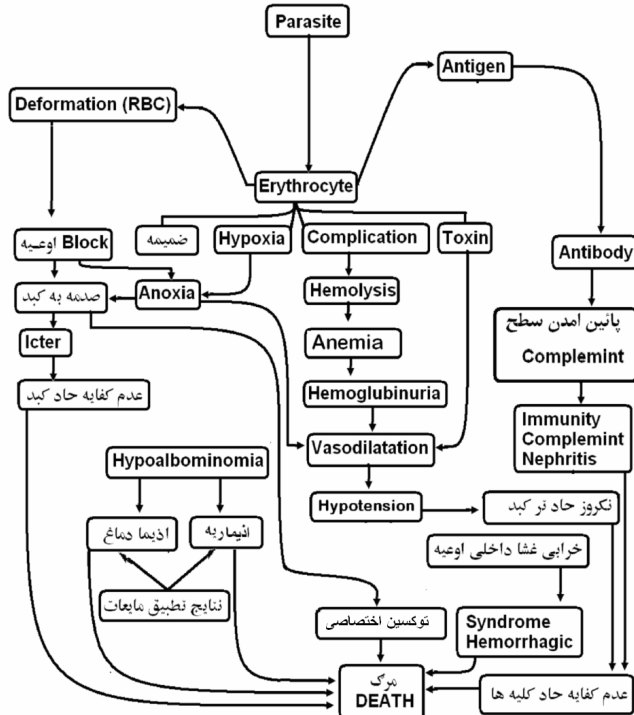 Parasite
Antigen
Deformation (RBC)
Erythrocyte
ضمیمه
Hypoxia
Complication
Toxin
اوعیه Block
Antibody
صدمه به کبد
Anoxia
Hemolysis
پائین امدن سطح
Complemint
Icter
Anemia
عدم کفایه حاد کبد
Hemoglubinuria
Immunity
Complemint
Nephritis
Vasodilatation
Hypoalbominomia
Hypotension
نکروز حاد تر کبد
اذیما دماغ
اذیماریه
خرابی غشا داخلی اوعیه
نتایج تطبیق مایعات
توکسین اختصاصی
Syndrome
Hemorrhagic
مرگ
DEATH
عدم کفایه حاد کلیه ها